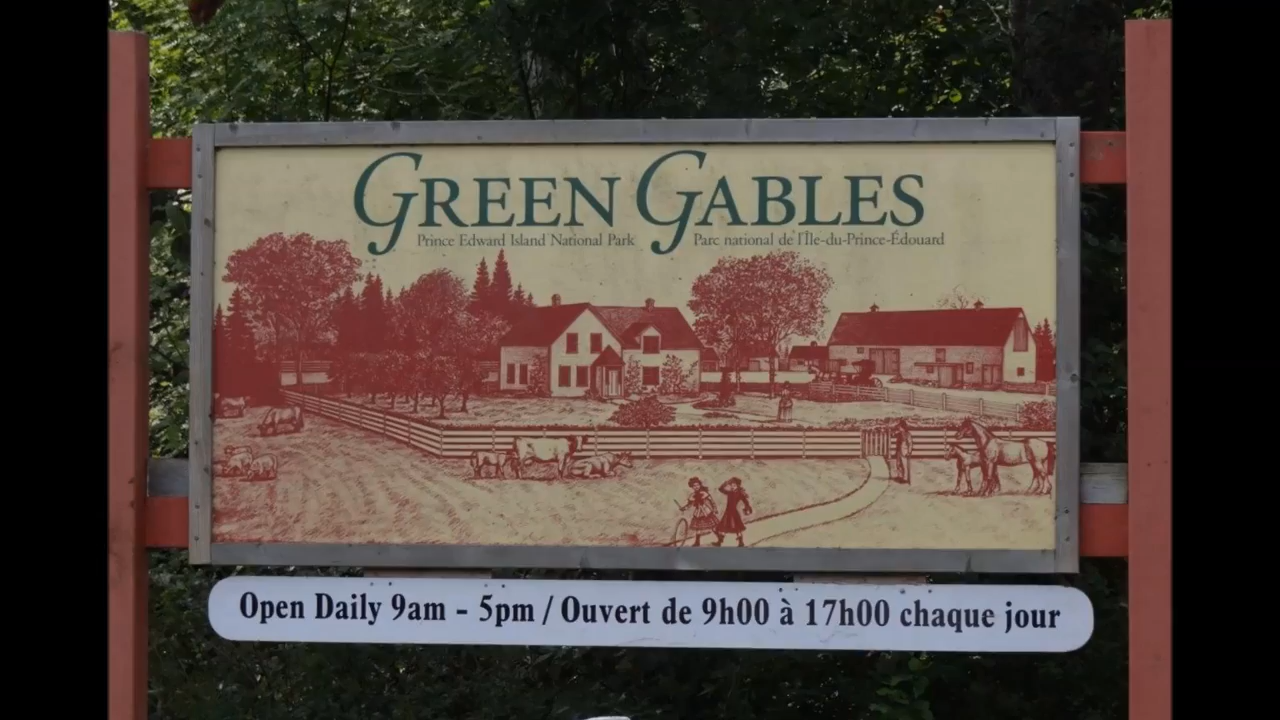 GREEN GABLES
Prince Edward Island National Park Parc national de l'Île-du-Prince-Édouard
Open Daily 9am - 5pm / Ouvert de 9h00 à 17h00 chaque jour